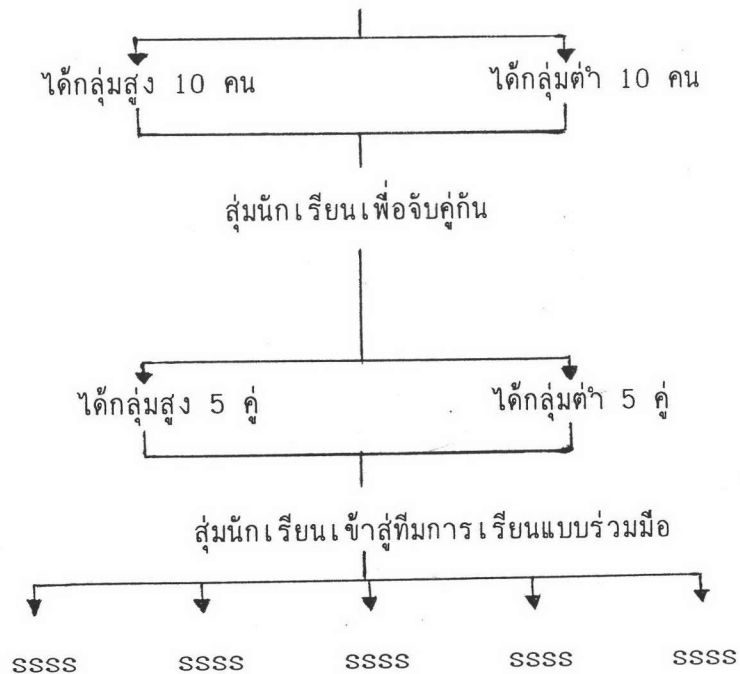 ได้กลุ่มสูง 10 คน ได้กลุ่มต่ำ 10 คน
สุ่มนักเรียนเพื่อจับคู่กัน
ได้กลุ่มสูง 5 คู่ ได้กลุ่มต่ำ 5 คู่
สุ่มนักเรียนเข้าสู่ทีมการเรียนแบบร่วมมือ
SSSS SSSS SSSS SSSS SSSS